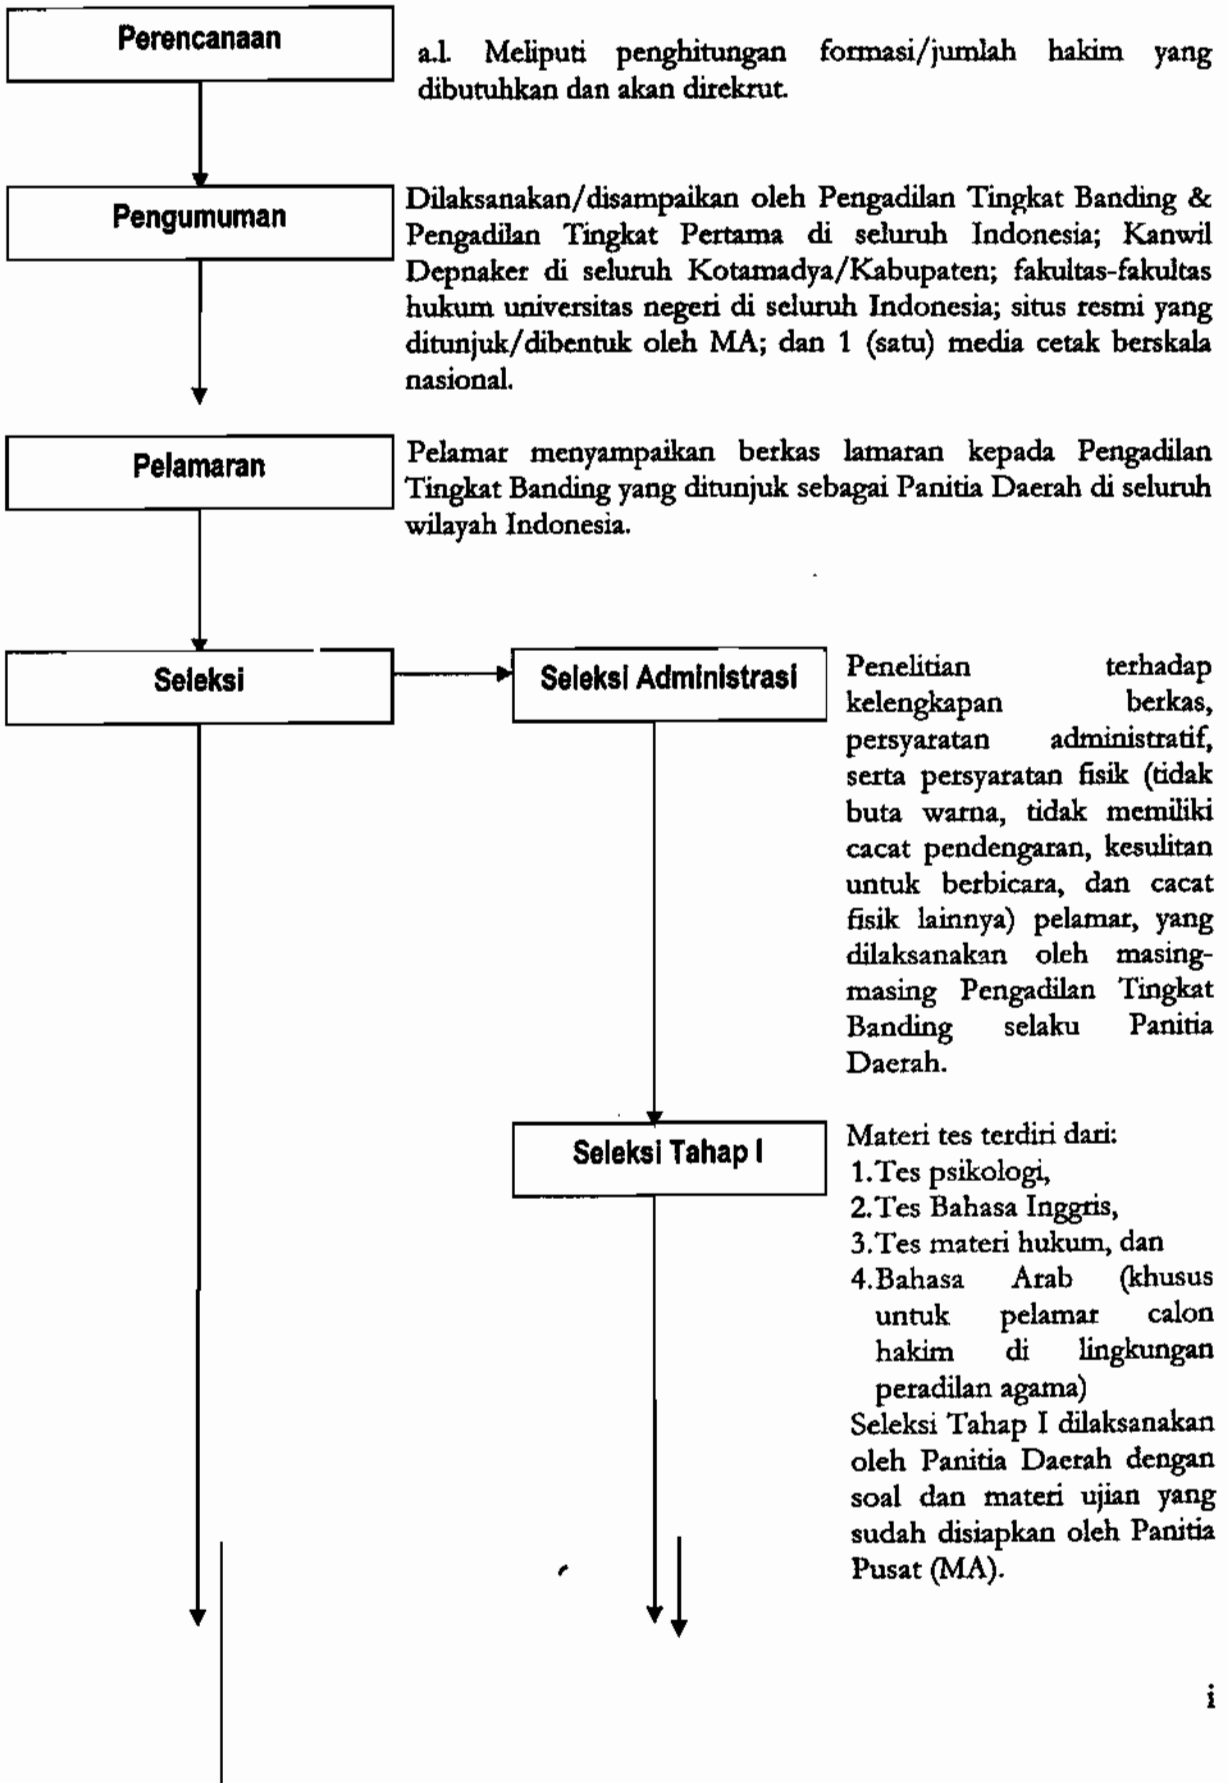 Perencanaan
a.l. Meliputi penghitungan formasi/jumlah hakim yang
dibutuhkan dan akan direkrut.
Pengumuman
Dilaksanakan/disampaikan oleh Pengadilan Tingkat Banding &
Pengadilan Tingkat Pertama di seluruh Indonesia; Kanwil
Depnaker di seluruh Kotamadya/Kabupaten; fakultas-fakultas
hukum universitas negeri di seluruh Indonesia; situs resmi yang
ditunjuk/dibentuk oleh MA; dan 1 (satu) media cetak berskala
nasional.
Pelamaran
Pelamar menyampaikan berkas lamaran kepada Pengadilan
Tingkat Banding yang ditunjuk sebagai Panitia Daerah di seluruh
wilayah Indonesia.
Seleksi
Seleksi Administrasi
Penelitian terhadap
kelengkapan berkas,
persyaratan administratif,
serta persyaratan fisik (tidak
buta warna, tidak memiliki
cacat pendengaran, kesulitan
untuk berbicara, dan cacat
fisik lainnya) pelamar, yang
dilaksanakan oleh masing-
masing Pengadilan Tingkat
Banding selaku Panitia
Daerah.
Seleksi Tahap I
Materi tes terdiri dari:
1.Tes psikologi,
2.Tes Bahasa Inggris,
3.Tes materi hukum, dan
4.Bahasa Arab (khusus
untuk pelamar calon
hakim di lingkungan
peradilan agama)
Seleksi Tahap I dilaksanakan
oleh Panitia Daerah dengan
soal dan materi ujian yang
sudah disiapkan oleh Panitia
Pusat (MA).
i